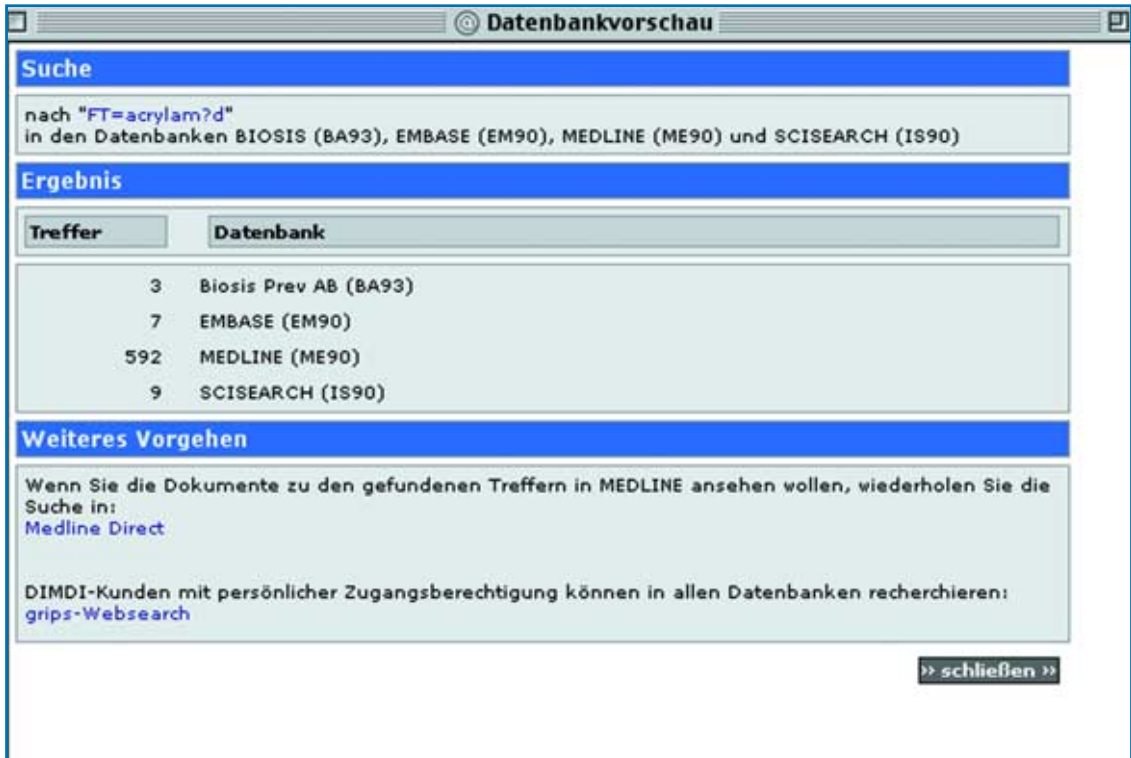 Datenbankvorschau
Suche
nach "FT=acrylam?d"
in den Datenbanken BIOSIS (BA93), EMBASE (EM90), MEDLINE (ME90) und SCISEARCH (IS90)
Ergebnis
Treffer Datenbank
3 Biosis Prev AB (BA93)
7 EMBASE (EM90)
592 MEDLINE (ME90)
9 SCISEARCH (IS90)
Weiteres Vorgehen
Wenn Sie die Dokumente zu den gefundenen Treffern in MEDLINE ansehen wollen, wiederholen Sie die
Suche in:
Medline Direct
DIMDI-Kunden mit persönlicher Zugangsberechtigung können in allen Datenbanken recherchieren:
grips-Websearch
>> schließen >>